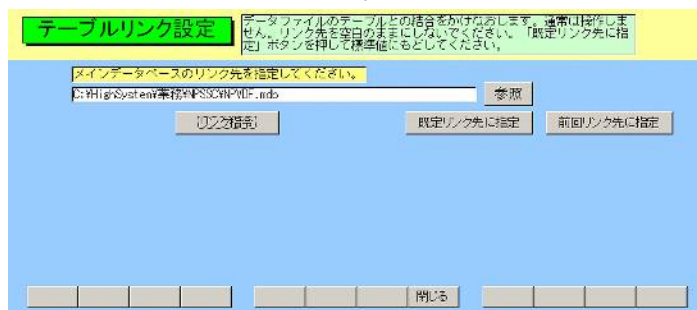 テーブルリンク設定
データファイルのテーブルとの結合をかけなおします。通常は操作しま
せん。リンク先を空白のままにしないでください。「既定リンク先に指
定」ボタンを押して標準値にもどしてください。
メインデータベースのリンク先を指定してください。
C:¥HighSystem¥業務¥NPSSC¥NPVDF.mdb
参照
既定リンク先に指定
前回リンク先に指定
閉じる